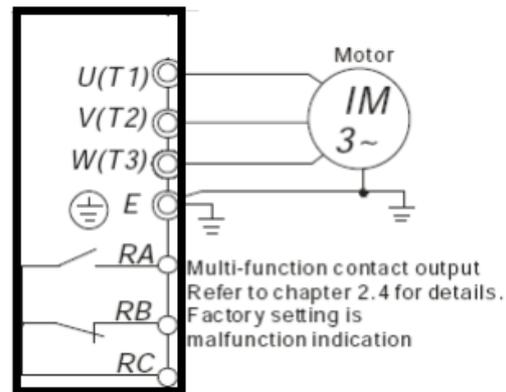 Motor
U(T1)
V(T2)
W(T3)
IM
3~
E
RA
RB
RC
Multi-function contact output
Refer to chapter 2.4 for details.
Factory setting is
malfunction indication